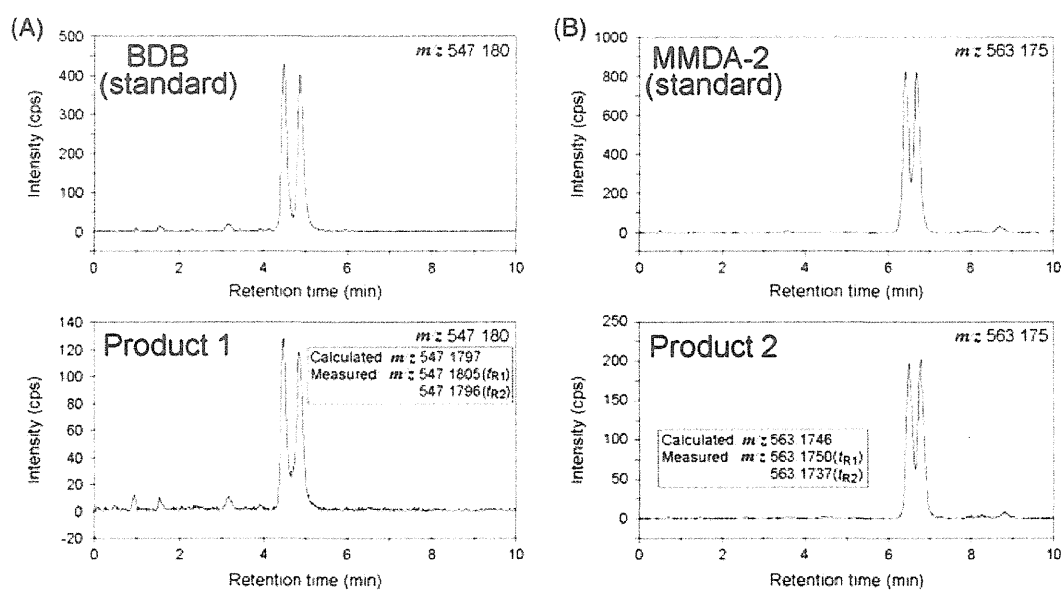 (A)
BDB
(standard)
m z 547 180
Intensity (cps)
500
400
300
200
100
0
0 2 4 6 8 10
Retention time (min)
Product 1
m z 547 180
Calculated m z 547 1797
Measured m z 547 1805(tR1)
547 1796(tR2)
Intensity (cps)
140
120
100
80
60
40
20
0
-20
0 2 4 6 8 10
Retention time (min)
(B)
MMDA-2
(standard)
m z 563 175
Intensity (cps)
1000
800
600
400
200
0
0 2 4 6 8 10
Retention time (min)
Product 2
m z 563 175
Calculated m z 563 1746
Measured m z 563 1750(tR1)
563 1737(tR2)
Intensity (cps)
250
200
150
100
50
0
0 2 4 6 8 10
Retention time (min)